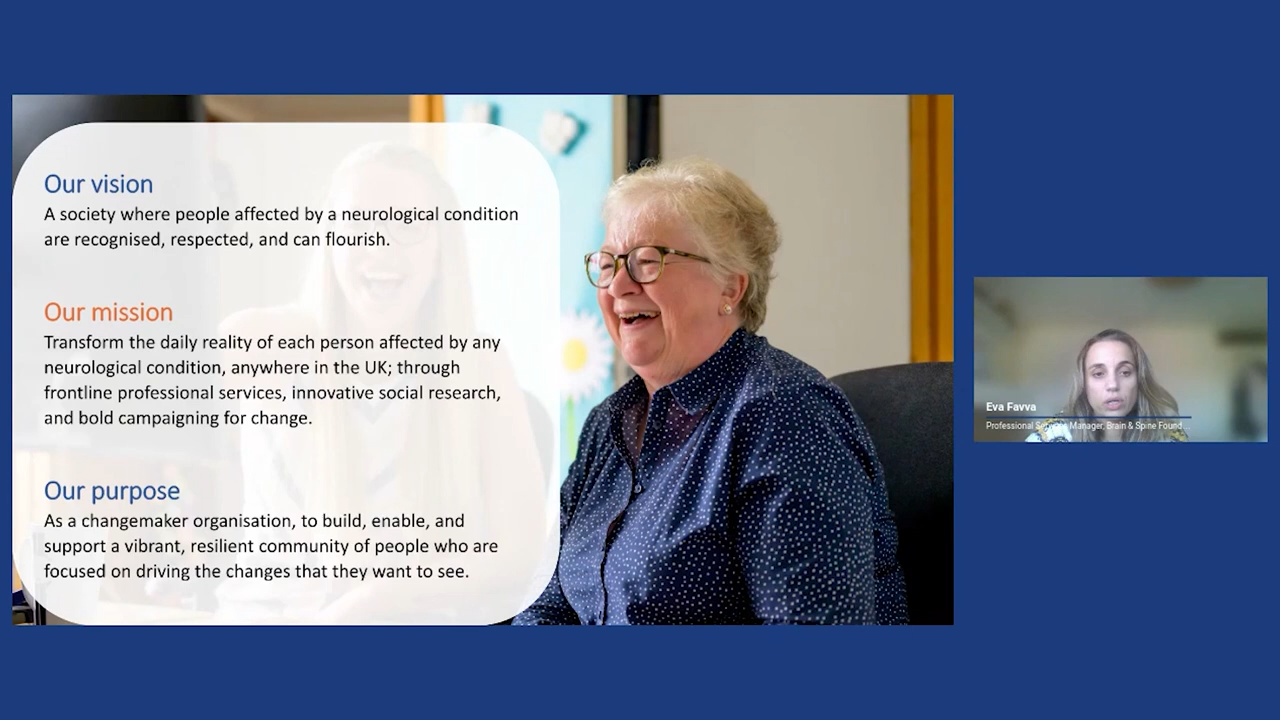 Our vision
A society where people affected by a neurological condition
are recognised, respected, and can flourish.
Our mission
Transform the daily reality of each person affected by any
neurological condition, anywhere in the UK; through
frontline professional services, innovative social research,
and bold campaigning for change.
Our purpose
As a changemaker organisation, to build, enable, and
support a vibrant, resilient community of people who are
focused on driving the changes that they want to see.
Eva Favva
Professional Services Manager, Brain & Spine Found...